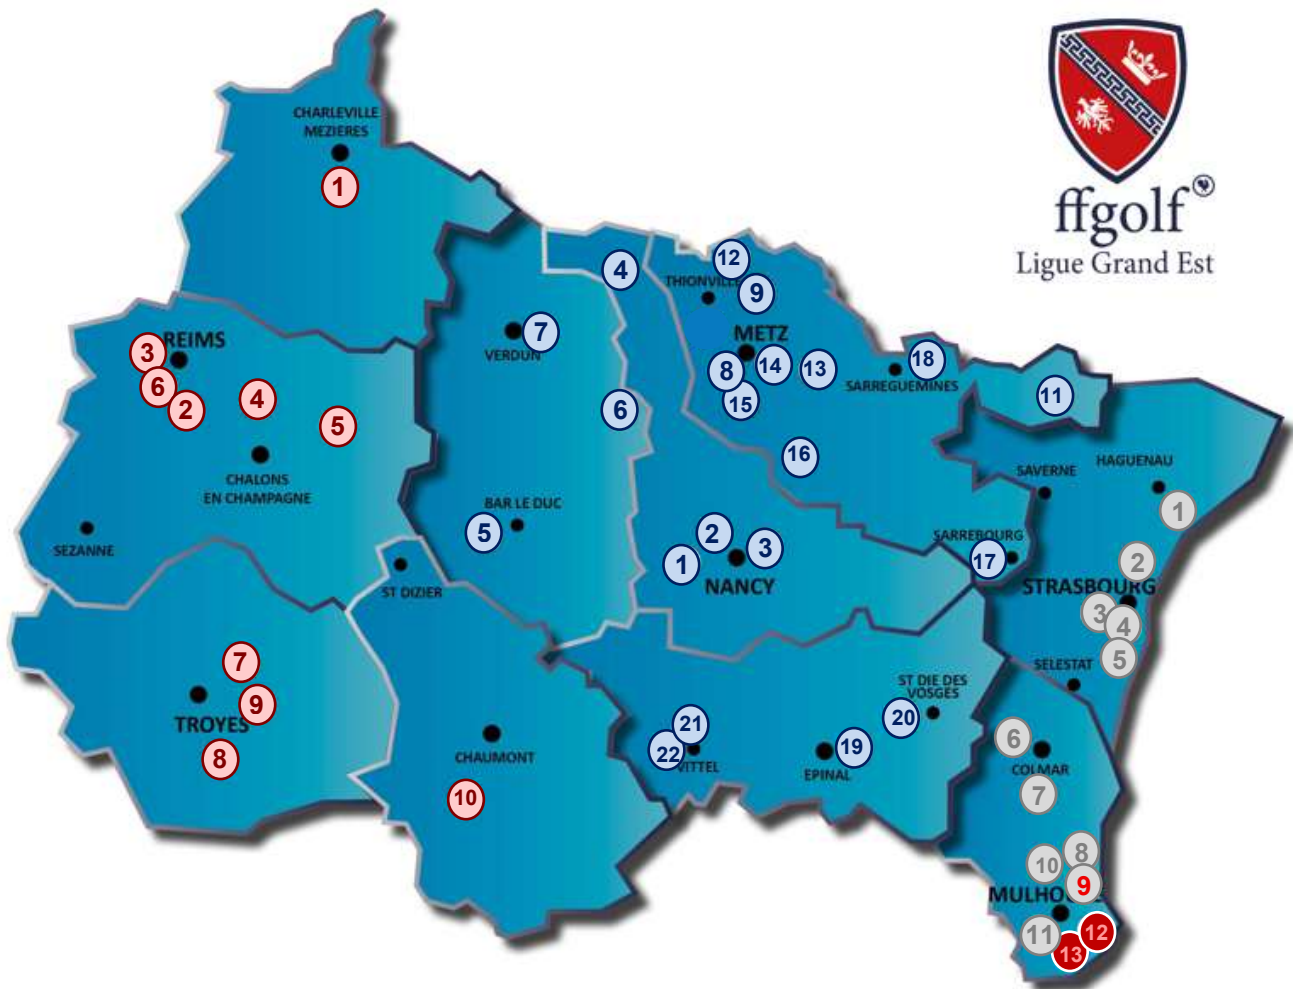 CHARLEVILLE
MEZIERES
1
ffgolf
Ligue Grand Est
12
4
THIONVILLE
9
3
REIMS
7
VERDUN
METZ
18
6
8
14
13
SARREGUEMINES
2
4
15
6
11
5
16
CHALONS
EN CHAMPAGNE
SAVERNE
HAGUENAU
1
SEZANNE
BAR LE DUC
5
2
3
1
NANCY
SARREBOURG
17
2
STRASBOURG
ST DIZIER
3
4
5
SELESTAT
7
9
TROYES
8
ST DIE DES
VOSGES
20
21
22
VITTEL
19
EPINAL
CHAUMONT
10
6
COLMAR
7
8
10
9
MULHOUSE
11
12
13